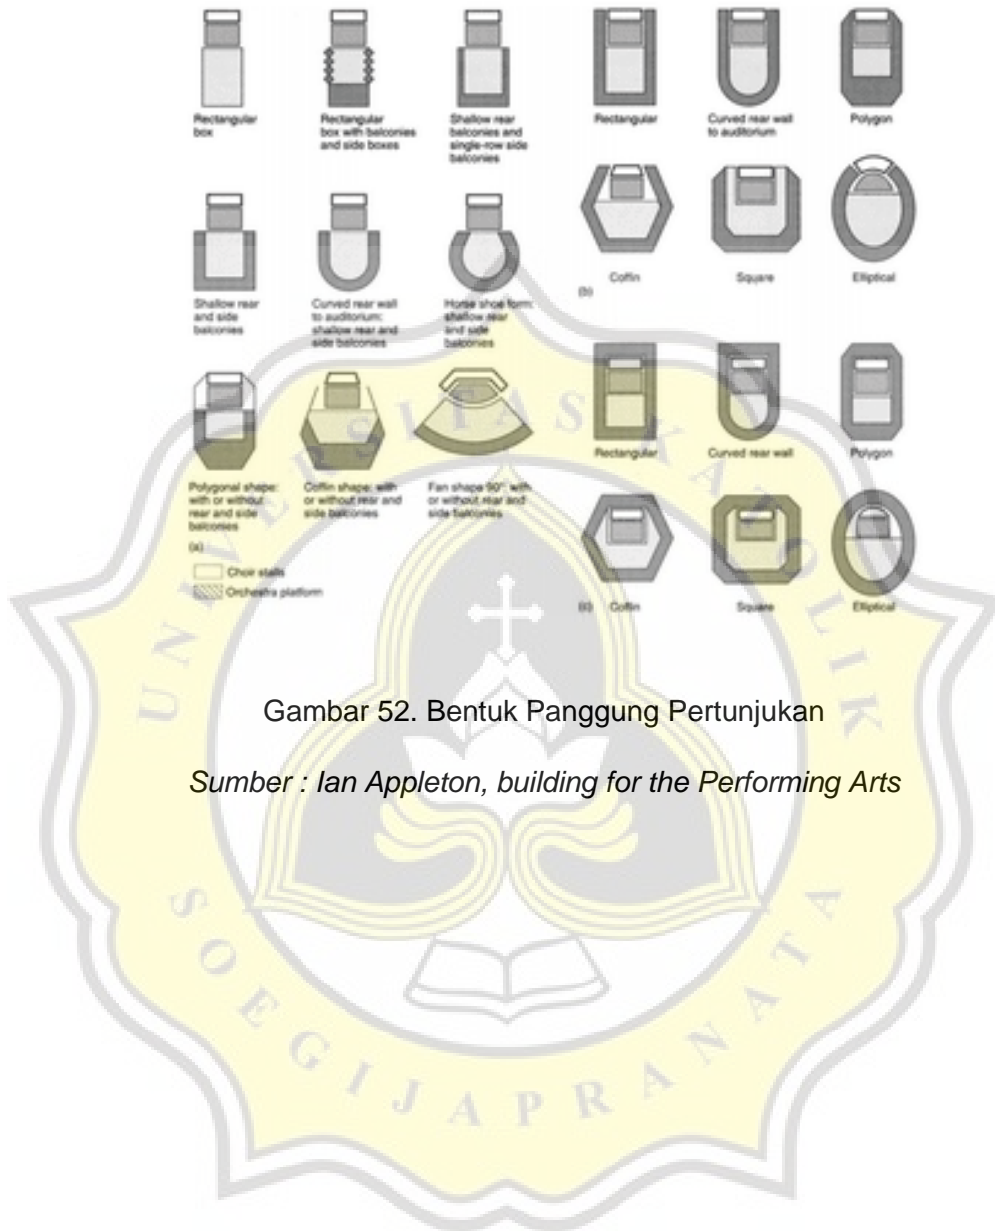 Rectangular
box
Rectangular
box with balconies
and side boxes
Shallow rear
balconies and
single-row side
balconies
Shallow rear
and side
balconies
Curved rear wall
to auditorium:
shallow rear and
side balconies
Horse shoe form:
shallow rear
and side
balconies
Polygonal shape:
with or without
rear and side
balconies
Coffin shape: with
or without rear and
side balconies
Fan shape 90°: with
or without rear and
side balconies
(a)
Choir stalls
Orchestra platform
Rectangular
Curved rear wall
to auditorium
Polygon
Coffin
Square
Elliptical
(b)
Rectangular
Curved rear wall
Polygon
(c) Coffin
Square
Elliptical
Gambar 52. Bentuk Panggung Pertunjukan
Sumber : Ian Appleton, building for the Performing Arts
UNIVERSITAS KATOLIK
SOEGIJAPRANATA